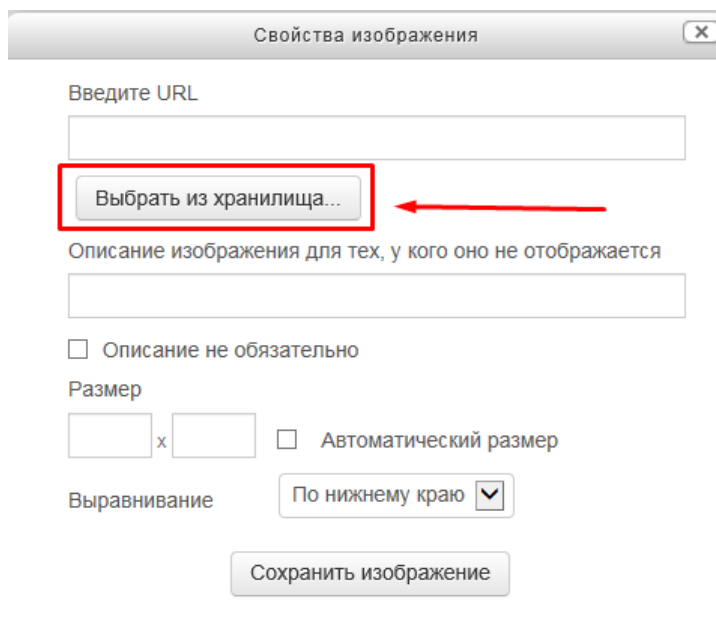 Свойства изображения
Введите URL
Выбрать из хранилища...
Описание изображения для тех, у кого оно не отображается
Описание не обязательно
Размер
x Автоматический размер
Выравнивание По нижнему краю
Сохранить изображение